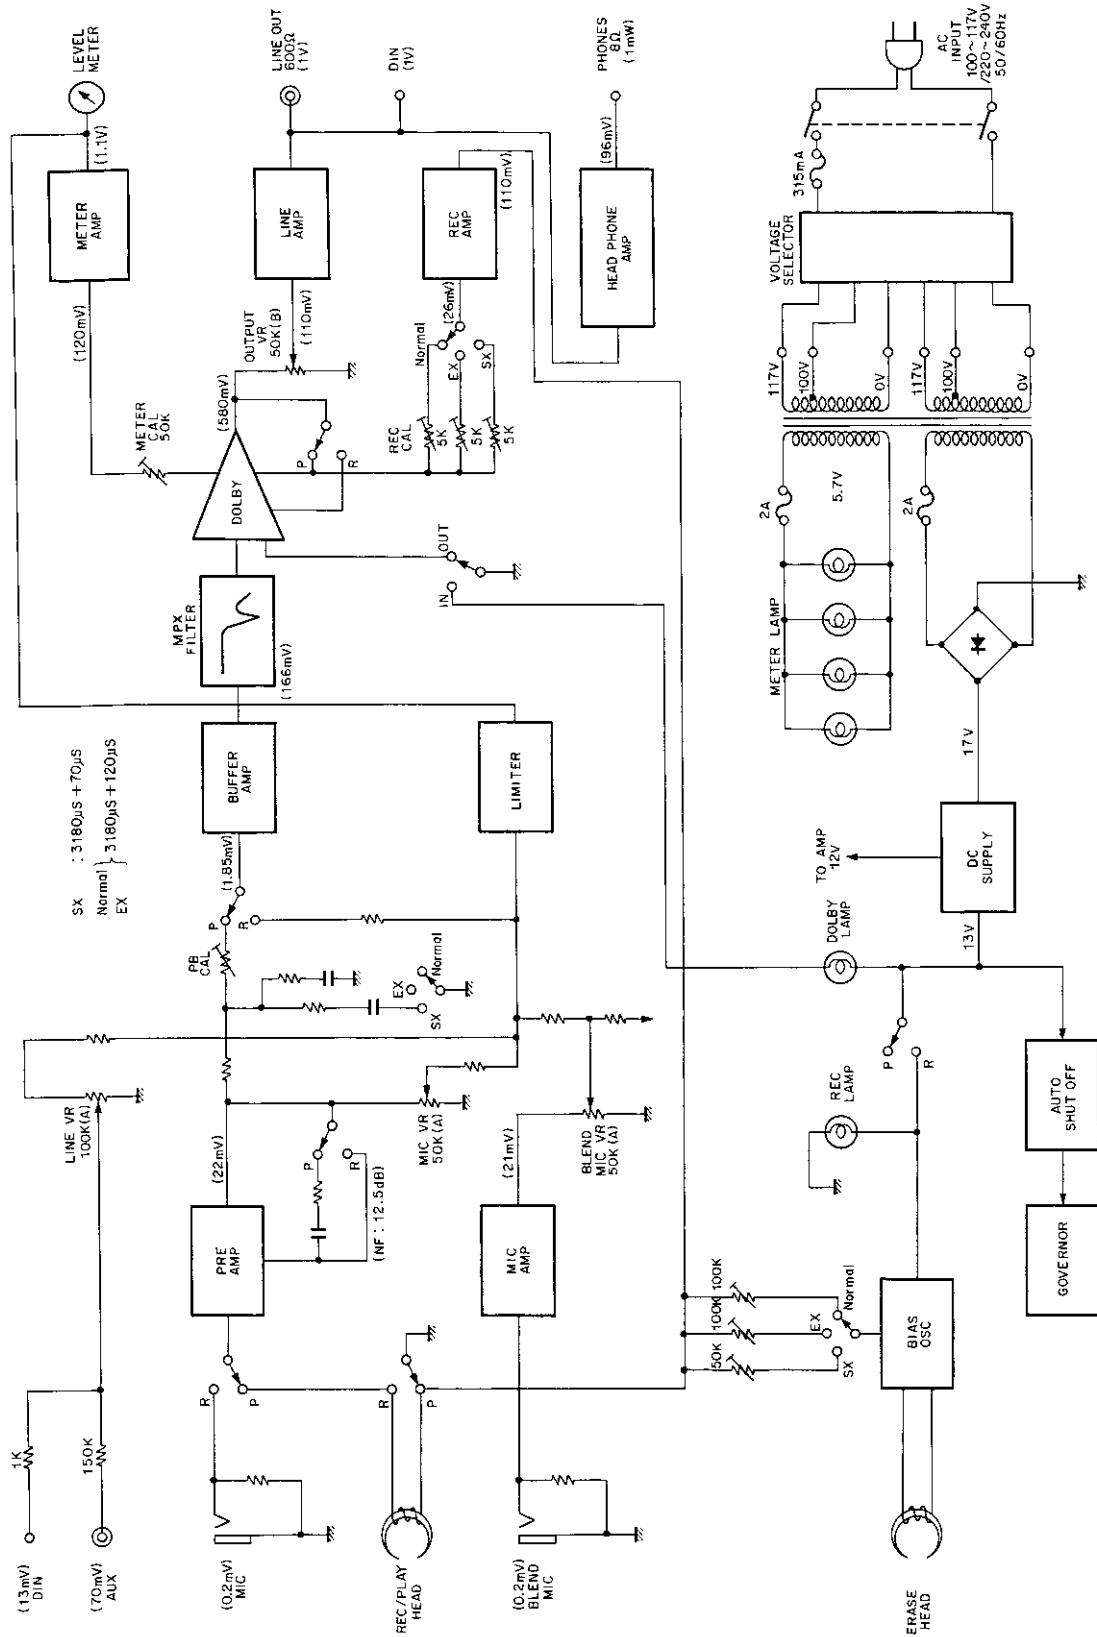 (13mV)
DIN
1K
(70mV)
AUX
150K
LINE VR
100K(A)
SX : 3180µS+70µS
Normal
EX
} 3180µS+120µS
LEVEL
METER
(1.1V)
METER
AMP
(120mV)
METER
CAL
50K
(0.2mV)
MIC
R
P
PRE
AMP
(22mV)
P
R
(NF : 12.5dB)
MIC VR
50K(A)
PB
CAL
P
R
(1.85mV)
BUFFER
AMP
(166mV)
MPX
FILTER
DOLBY
(580mV)
P
R
OUTPUT
VR
50K(B)
(110mV)
LINE
AMP
LINE OUT
600Ω
(1V)
DIN
(1V)
SX
EX
Normal
REC/PLAY
HEAD
R
P
REC
CAL
5K
5K
5K
Normal
EX
SX
(26mV)
REC
AMP
(110mV)
IN
OUT
(0.2mV)
BLEND
MIC
MIC
AMP
(21mV)
BLEND
MIC VR
50K(A)
LIMITER
HEAD PHONE
AMP
(96mV)
PHONES
8Ω
(1mW)
50K
100K
100K
SX
EX
Normal
BIAS
OSC
ERASE
HEAD
REC
LAMP
P
R
DOLBY
LAMP
TO AMP
12V
13V
DC
SUPPLY
17V
AUTO
SHUT OFF
GOVERNOR
METER LAMP
2A
5.7V
2A
117V
100V
0V
117V
100V
0V
VOLTAGE
SELECTOR
315mA
AC
INPUT
100~117V
/220~240V
50/60Hz